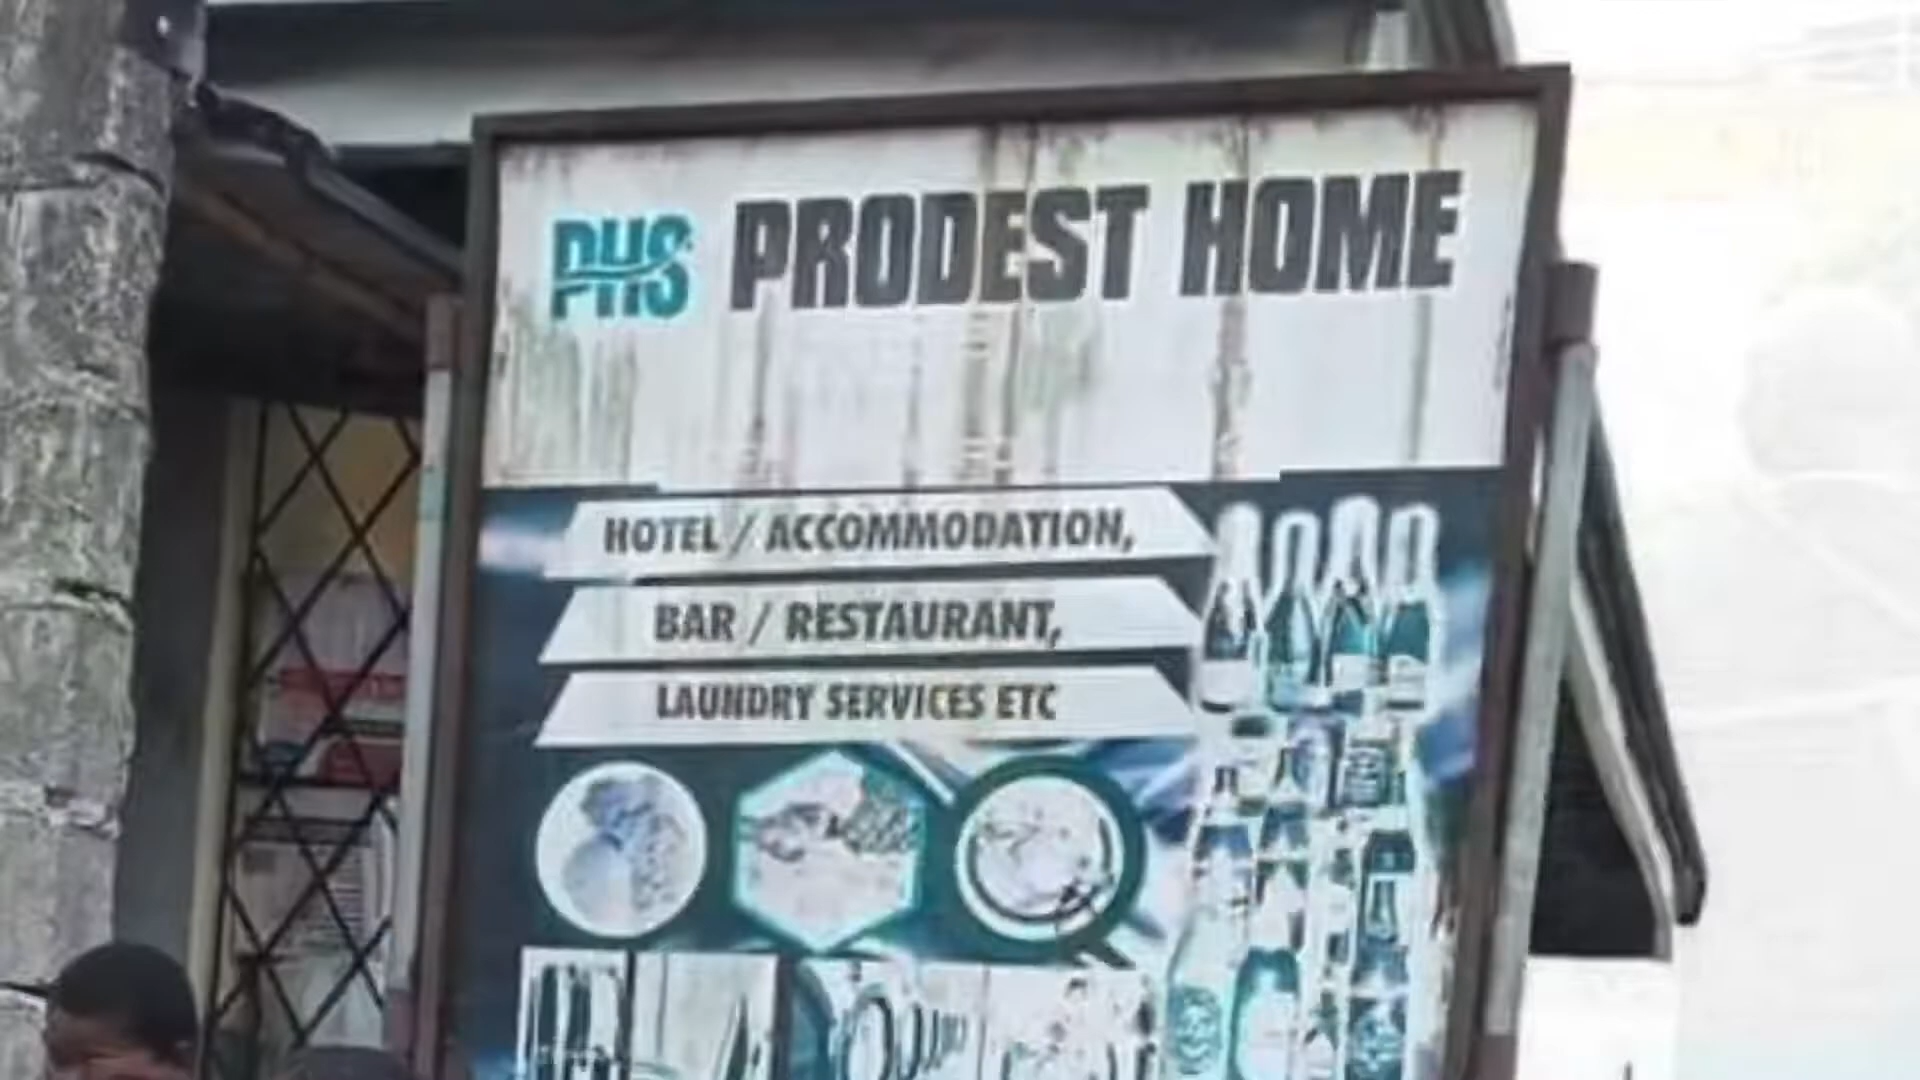 PHS PRODEST HOME
HOTEL / ACCOMMODATION,
BAR / RESTAURANT,
LAUNDRY SERVICES ETC